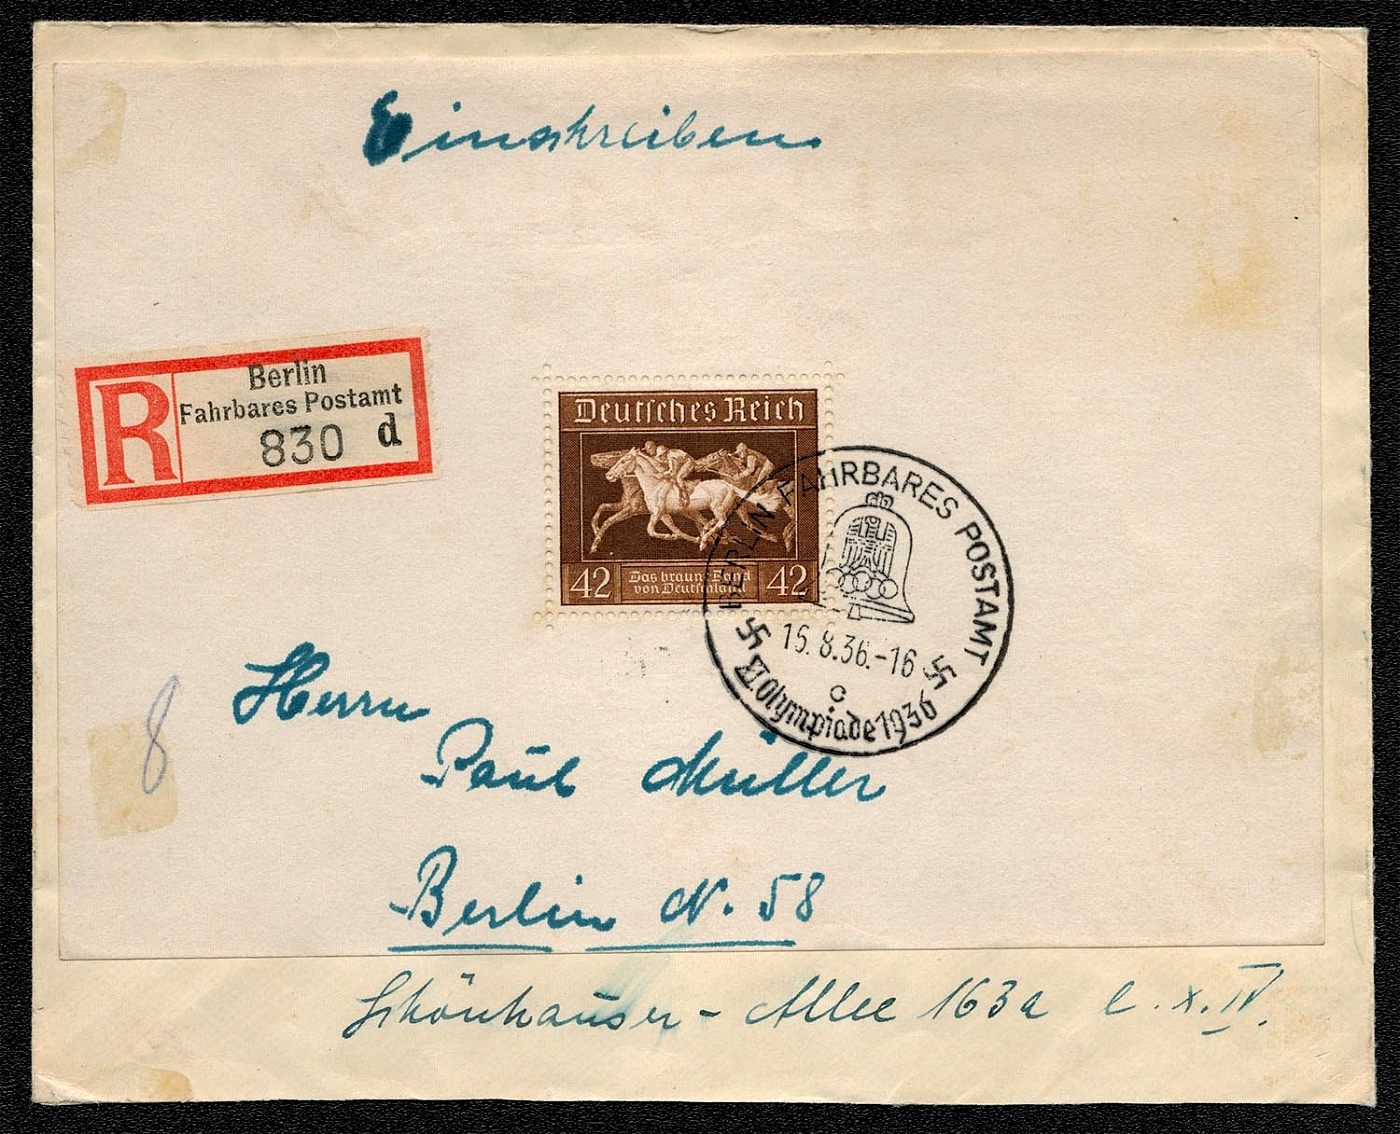 Einschreiben
R
Berlin
Fahrbares Postamt
830 d
Deutsches Reich
42 Das braune Band 42
von Deutschland
BERLIN FAHRBARES POSTAMT
15.8.36.-16
c
XI Olympiade 1936
Herrn
Paul Müller
Berlin N. 58
Schönhauser-Allee 163a
8